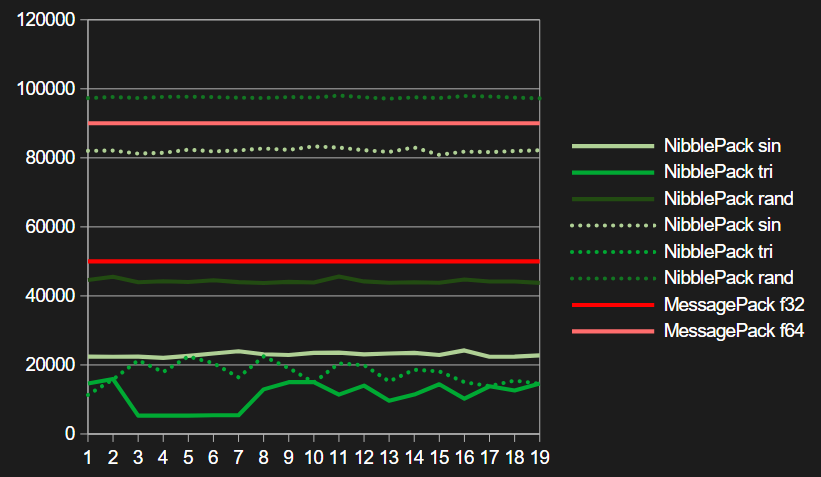 120000
100000
80000
60000
40000
20000
0
1 2 3 4 5 6 7 8 9 10 11 12 13 14 15 16 17 18 19
NibblePack sin
NibblePack tri
NibblePack rand
NibblePack sin
NibblePack tri
NibblePack rand
MessagePack f32
MessagePack f64